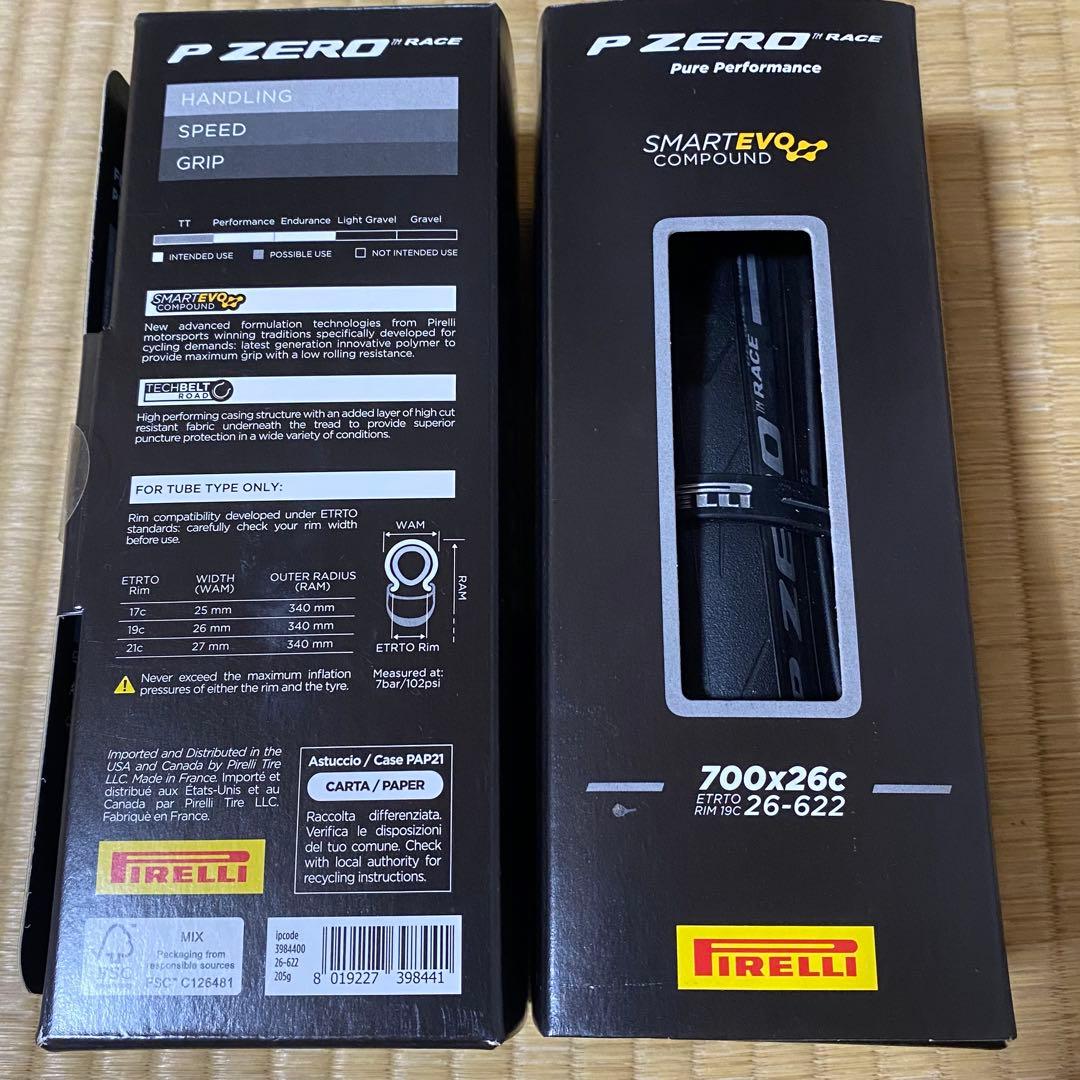 P ZERO™ RACE
HANDLING
SPEED
GRIP
TT Performance Endurance Light Gravel Gravel
INTENDED USE POSSIBLE USE NOT INTENDED USE
SMARTEVO
COMPOUND
New advanced formulation technologies from Pirelli
motorsports winning traditions specifically developed for
cycling demands: latest generation innovative polymer to
provide maximum grip with a low rolling resistance.
TECHBELT
ROAD
High performing casing structure with an added layer of high cut
resistant fabric underneath the tread to provide superior
puncture protection in a wide variety of conditions.
FOR TUBE TYPE ONLY:
Rim compatibility developed under ETRTO
standards: carefully check your rim width
before use.
ETRTO Rim WIDTH (WAM) OUTER RADIUS (RAM)
17c 25 mm 340 mm
19c 26 mm 340 mm
21c 27 mm 340 mm
WAM
RAM
ETRTO Rim
Measured at:
7bar/102psi
Never exceed the maximum inflation
pressures of either the rim and the tyre.
Imported and Distributed in the
USA and Canada by Pirelli Tire
LLC. Made in France. Importé et
distribué aux États-Unis et au
Canada par Pirelli Tire LLC.
Fabriqué en France.
Astuccio / Case PAP21
CARTA / PAPER
Raccolta differenziata.
Verifica le disposizioni
del tuo comune. Check
with local authority for
recycling instructions.
PIRELLI
FSC
MIX
Packaging from
responsible sources
FSC™ C126481
ipcode
3984400
26-622
205g
8 019227 398441
P ZERO™ RACE
Pure Performance
SMARTEVO
COMPOUND
P ZERO™ RACE
LLI
700x26c
ETRTO
RIM 19C 26-622
PIRELLI